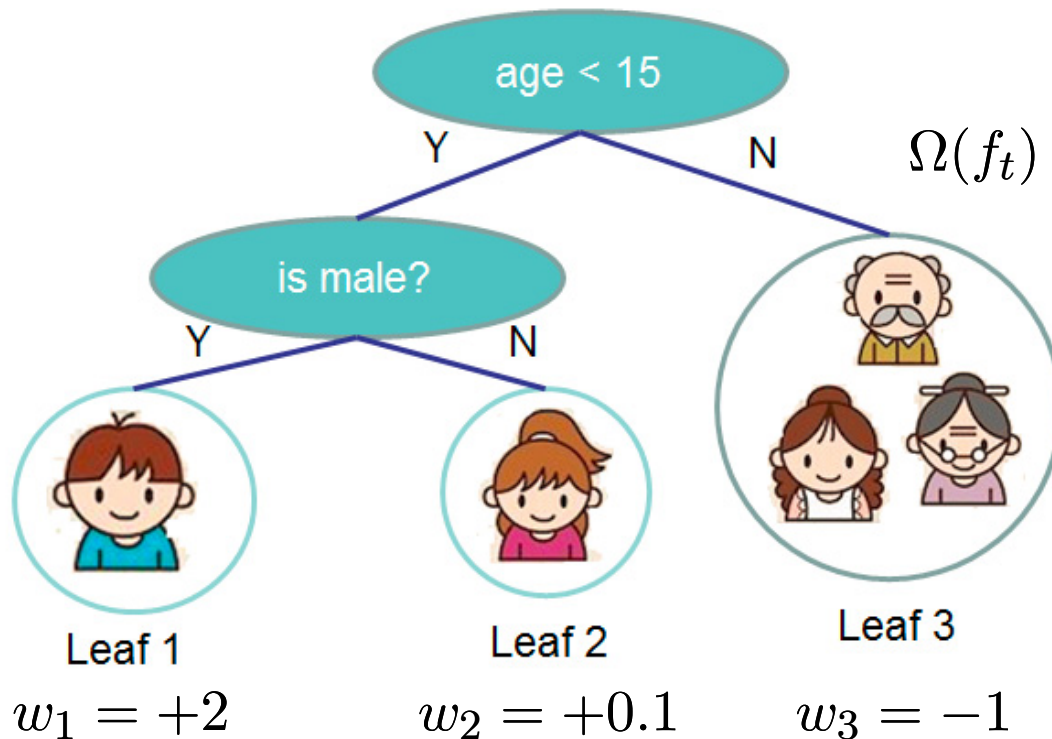 age < 15
Y
N
Ω(f_t)
is male?
Y
N
Leaf 1
Leaf 2
Leaf 3
w_1 = +2
w_2 = +0.1
w_3 = −1